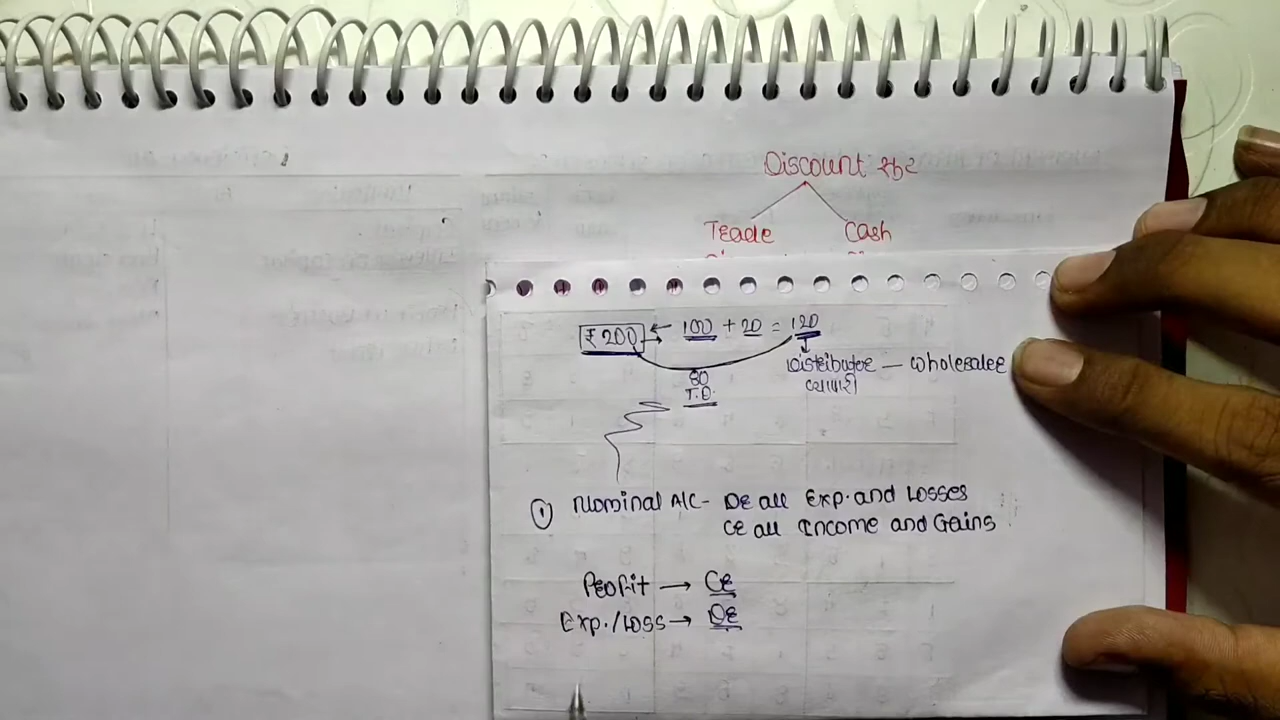 Discount छूट
Trade Cash
₹200 100 + 20 = 120
Distributor — Wholesaler
व्यापारी
80
T.D.
① Nominal A/C - DR all Exp. and Losses
CR all Income and Gains
Profit → CR
Exp./Loss → DR